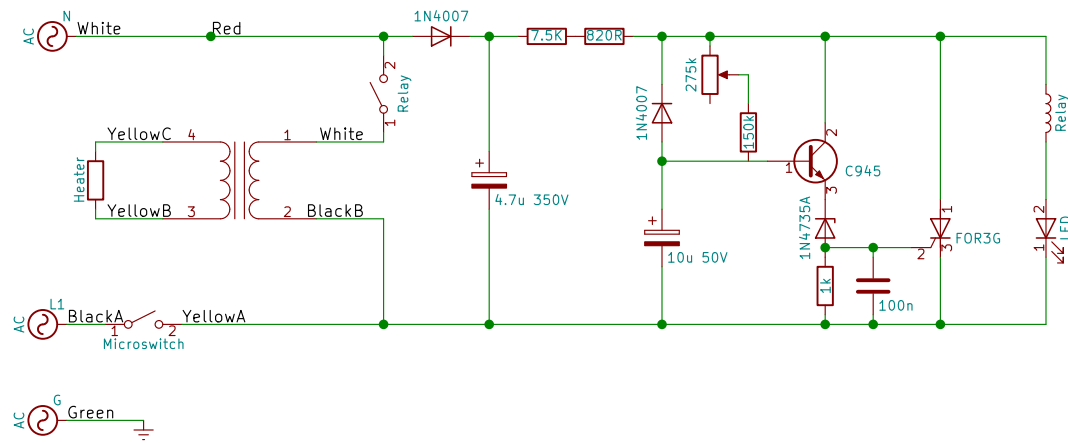 N
AC
White
Red
1N4007
7.5K
820R
2
Relay
1
275k
1N4007
150k
2
1
C945
3
Relay
YellowC
4
1
White
Heater
4.7u 350V
+
YellowB
3
2
BlackB
+
10u 50V
1N4735A
1
FOR3G
2
3
2
LED
1
1k
100n
L1
AC
BlackA
1
2
YellowA
Microswitch
G
AC
Green